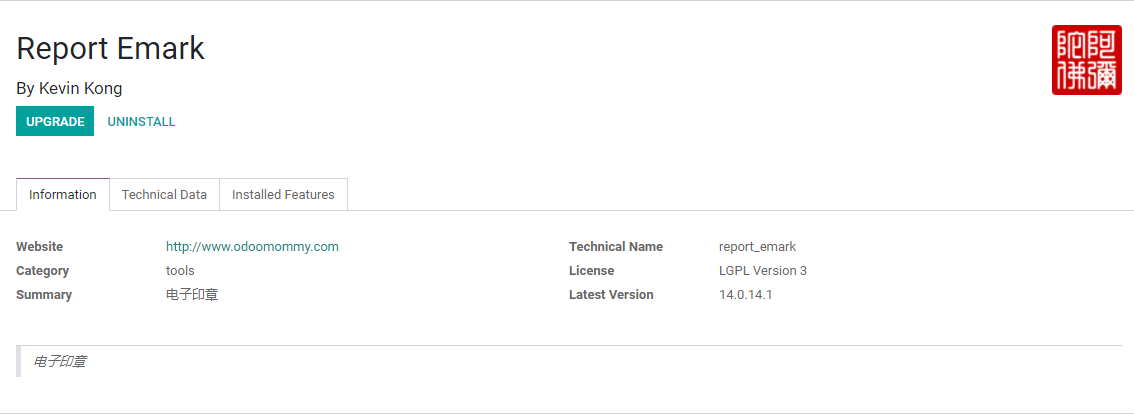 Report Emark
阿彌
陀佛
By Kevin Kong
UPGRADE UNINSTALL
Information Technical Data Installed Features
Website http://www.odoomommy.com Technical Name report_emark
Category tools License LGPL Version 3
Summary 电子印章 Latest Version 14.0.14.1
电子印章